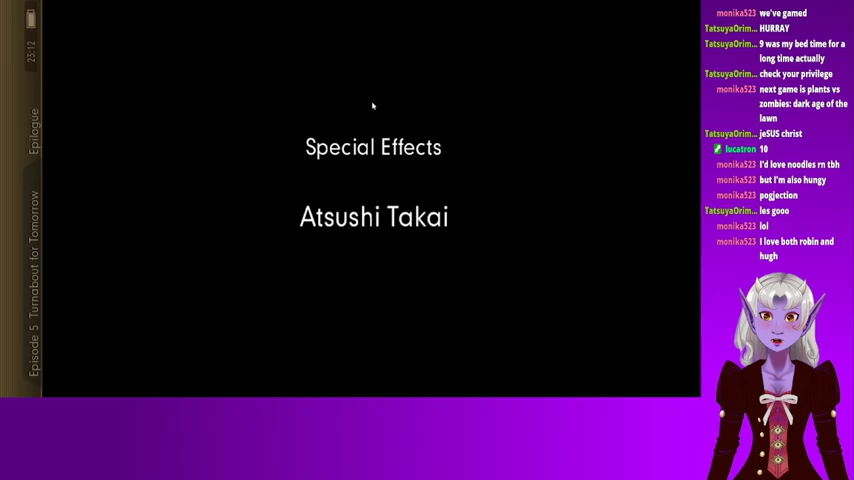 23:12
Episode 5 Turnabout for Tomorrow
Epilogue
Special Effects
Atsushi Takai
monika523 we've gamed
TatsuyaOrim... HURRAY
TatsuyaOrim... 9 was my bed time for a
long time actually
TatsuyaOrim... check your privilege
monika523 next game is plants vs
zombies: dark age of the
lawn
TatsuyaOrim... jeSUS christ
lucatron 10
monika523 I'd love noodles rn tbh
monika523 but I'm also hungy
monika523 pogjection
TatsuyaOrim... les gooo
monika523 lol
monika523 I love both robin and
hugh